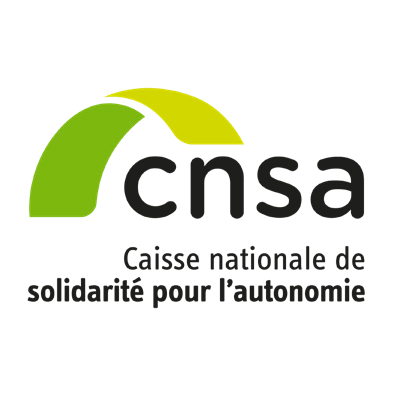 cnsa
Caisse nationale de
solidarité pour l'autonomie